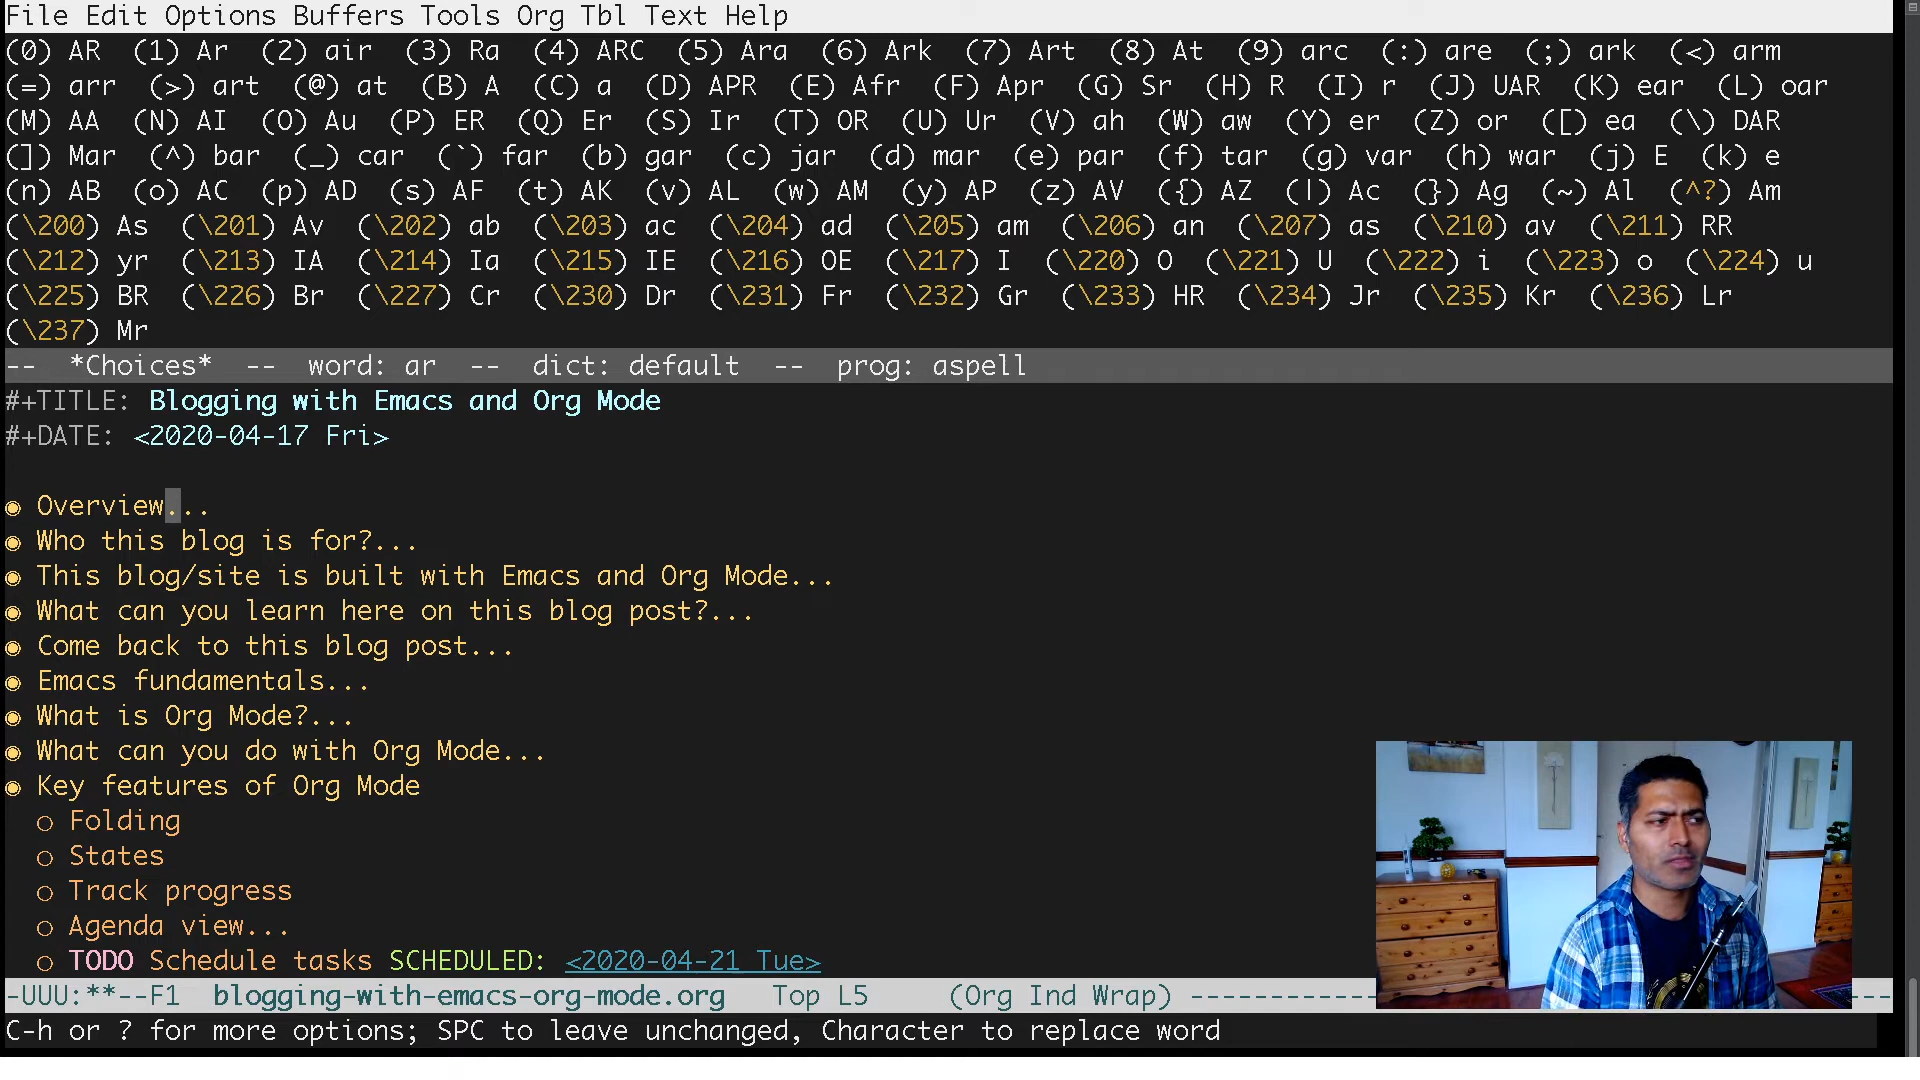 File Edit Options Buffers Tools Org Tbl Text Help
(0) AR  (1) Ar  (2) air  (3) Ra  (4) ARC  (5) Ara  (6) Ark  (7) Art  (8) At  (9) arc  (:) are  (;) ark  (<) arm
(=) arr  (>) art  (@) at  (B) A  (C) a  (D) APR  (E) Afr  (F) Apr  (G) Sr  (H) R  (I) r  (J) UAR  (K) ear  (L) oar
(M) AA  (N) AI  (O) Au  (P) ER  (Q) Er  (S) Ir  (T) OR  (U) Ur  (V) ah  (W) aw  (Y) er  (Z) or  ([) ea  (\) DAR
(]) Mar  (^) bar  (_) car  (`) far  (b) gar  (c) jar  (d) mar  (e) par  (f) tar  (g) var  (h) war  (j) E  (k) e
(n) AB  (o) AC  (p) AD  (s) AF  (t) AK  (v) AL  (w) AM  (y) AP  (z) AV  ({) AZ  (|) Ac  (}) Ag  (~) Al  (^?) Am
(\200) As  (\201) Av  (\202) ab  (\203) ac  (\204) ad  (\205) am  (\206) an  (\207) as  (\210) av  (\211) RR
(\212) yr  (\213) IA  (\214) Ia  (\215) IE  (\216) OE  (\217) I  (\220) O  (\221) U  (\222) i  (\223) o  (\224) u
(\225) BR  (\226) Br  (\227) Cr  (\230) Dr  (\231) Fr  (\232) Gr  (\233) HR  (\234) Jr  (\235) Kr  (\236) Lr
(\237) Mr
--  *Choices*  --  word: ar  --  dict: default  --  prog: aspell
#+TITLE: Blogging with Emacs and Org Mode
#+DATE: <2020-04-17 Fri>
◉ Overview...
◉ Who this blog is for?...
◉ This blog/site is built with Emacs and Org Mode...
◉ What can you learn here on this blog post?...
◉ Come back to this blog post...
◉ Emacs fundamentals...
◉ What is Org Mode?...
◉ What can you do with Org Mode...
◉ Key features of Org Mode
○ Folding
○ States
○ Track progress
○ Agenda view...
○ TODO Schedule tasks SCHEDULED: <2020-04-21 Tue>
-UUU:**--F1  blogging-with-emacs-org-mode.org   Top L5     (Org Ind Wrap) ---------------
C-h or ? for more options; SPC to leave unchanged, Character to replace word